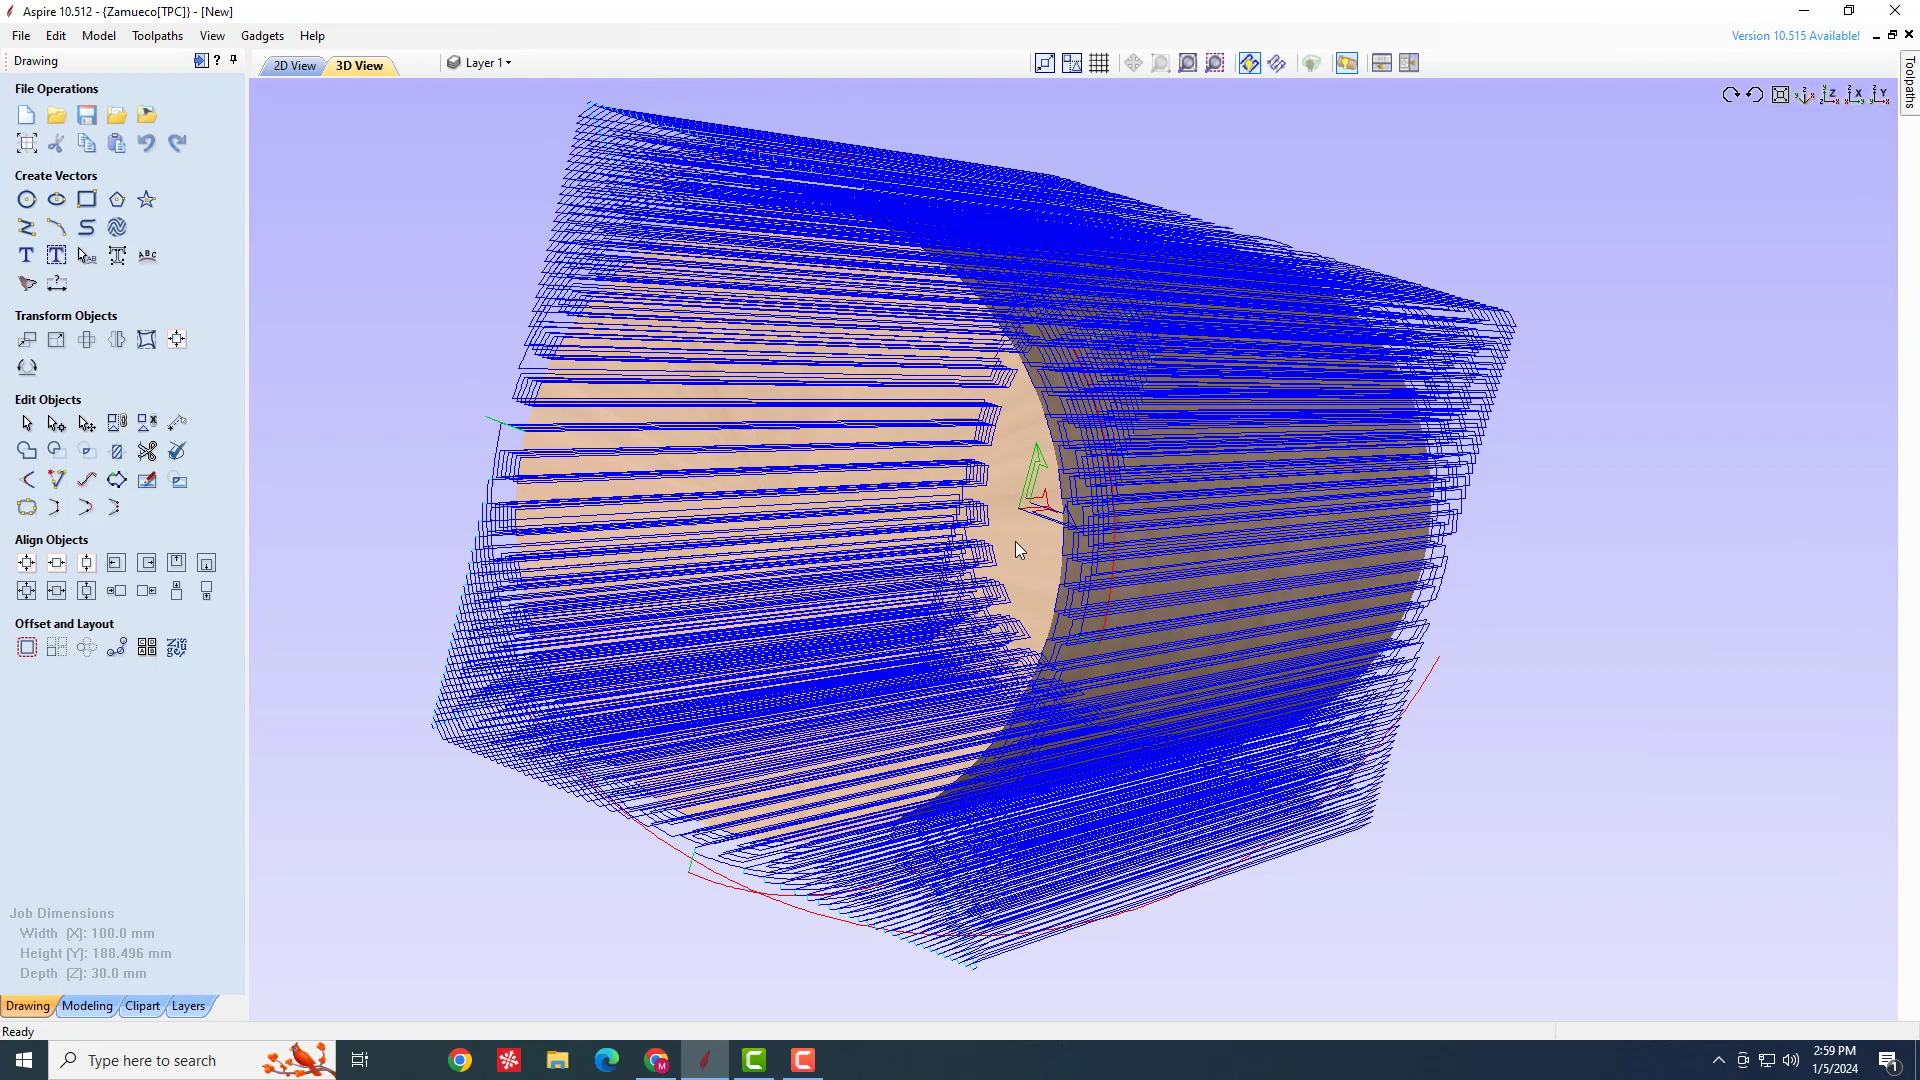 Aspire 10.512 - {Zamueco[TPC]} - [New]
File Edit Model Toolpaths View Gadgets Help
Version 10.515 Available!
Drawing
?
2D View
3D View
Layer 1
Toolpaths
File Operations
Create Vectors
Transform Objects
Edit Objects
Align Objects
Offset and Layout
Job Dimensions
Width (X): 100.0 mm
Height (Y): 188.496 mm
Depth (Z): 30.0 mm
Drawing Modeling Clipart Layers
Ready
Type here to search
2:59 PM
1/5/2024
1